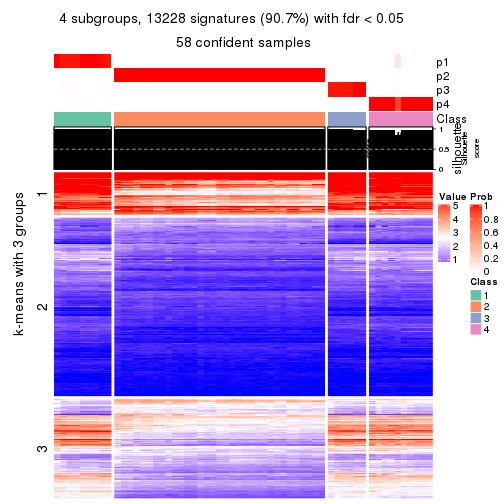 4 subgroups, 13228 signatures (90.7%) with fdr < 0.05
58 confident samples
p1
p2
p3
p4
Class
1
0.5
0
silhouette
Silhouette
score
k-means with 3 groups
1
2
3
Value
5
4
3
2
1
Prob
1
0.8
0.6
0.4
0.2
0
Class
1
2
3
4